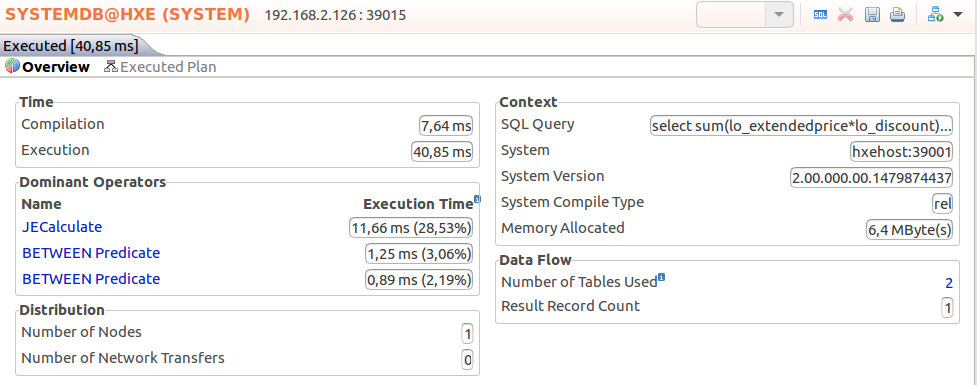 SYSTEMDB@HXE (SYSTEM) 192.168.2.126 : 39015
SQL
Executed [40,85 ms]
Overview Executed Plan
Time
Compilation 7,64 ms
Execution 40,85 ms
Dominant Operators
Name Execution Time
JECalculate 11,66 ms (28,53%)
BETWEEN Predicate 1,25 ms (3,06%)
BETWEEN Predicate 0,89 ms (2,19%)
Distribution
Number of Nodes 1
Number of Network Transfers 0
Context
SQL Query select sum(lo_extendedprice*lo_discount)...
System hxehost:39001
System Version 2.00.000.00.1479874437
System Compile Type rel
Memory Allocated 6,4 MByte(s)
Data Flow
Number of Tables Used 2
Result Record Count 1